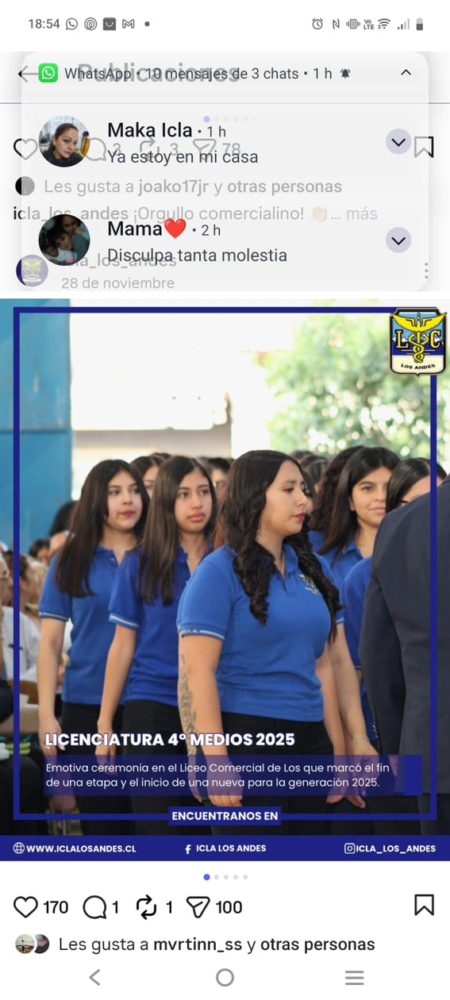 18:54
Vo LTE
Publicaciones
WhatsApp • 10 mensajes de 3 chats • 1 h
Maka Icla • 1 h
Ya estoy en mi casa
3 3 78
Les gusta a joako17jr y otras personas
icla_los_andes ¡Orgullo comercialino! 👏🏻... más
Mama❤️ • 2 h
Disculpa tanta molestia
icla_los_andes
28 de noviembre
L C
LOS ANDES
LICENCIATURA 4° MEDIOS 2025
Emotiva ceremonia en el Liceo Comercial de Los que marcó el fin
de una etapa y el inicio de una nueva para la generación 2025.
ENCUENTRANOS EN
WWW.ICLALOSANDES.CL ICLA LOS ANDES ICLA_LOS_ANDES
170 1 1 100
Les gusta a mvrtinn_ss y otras personas